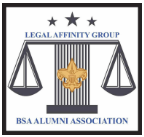 LEGAL AFFINITY GROUP
BSA ALUMNI ASSOCIATION